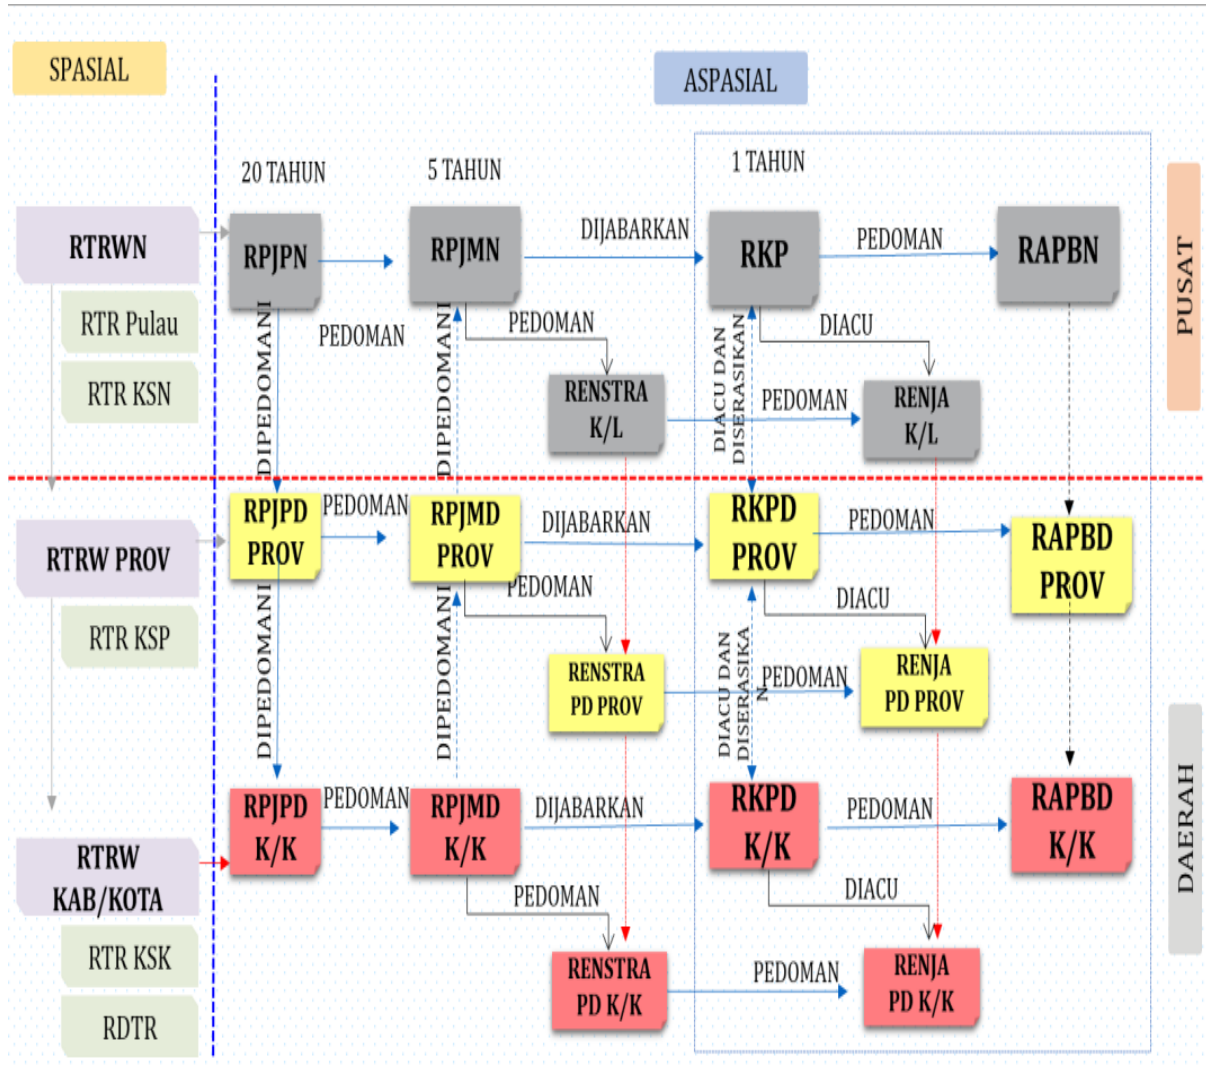 SPASIAL
ASPASIAL
20 TAHUN
5 TAHUN
1 TAHUN
RTRWN
RPJPN
RPJMN
DIJABARKAN
RKP
PEDOMAN
RAPBN
PUSAT
RTR Pulau
RTR KSN
DIPEDOMANI
PEDOMAN
DIPEDOMANI
PEDOMAN
RENSTRA
K/L
DIACU DAN
DISERASIKAN
DIACU
PEDOMAN
RENJA
K/L
RTRW PROV
RTR KSP
RPJPD
PROV
PEDOMAN
RPJMD
PROV
DIJABARKAN
RKPD
PROV
PEDOMAN
RAPBD
PROV
DIPEDOMANI
DIPEDOMANI
PEDOMAN
RENSTRA
PD PROV
DIACU DAN
DISERASIKA
N
DIACU
PEDOMAN
RENJA
PD PROV
DAERAH
RTRW
KAB/KOTA
RTR KSK
RDTR
RPJPD
K/K
PEDOMAN
RPJMD
K/K
DIJABARKAN
RKPD
K/K
PEDOMAN
RAPBD
K/K
PEDOMAN
RENSTRA
PD K/K
DIACU
PEDOMAN
RENJA
PD K/K